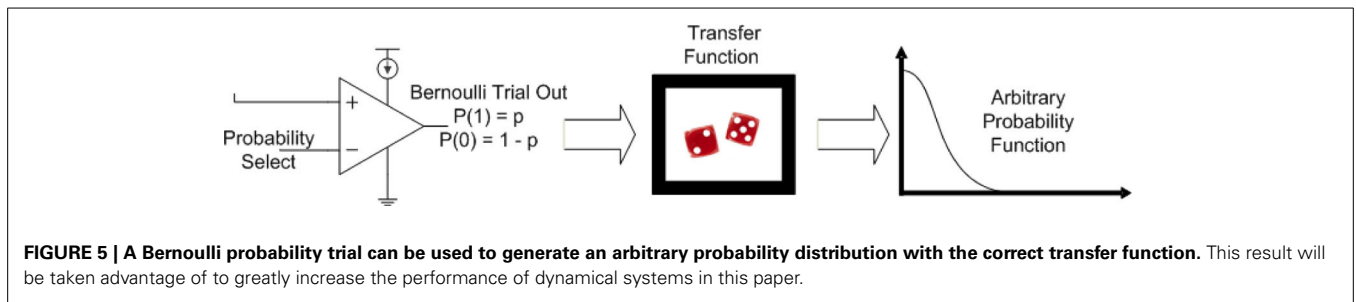 Transfer
Function
Bernoulli Trial Out
P(1) = p
P(0) = 1 - p
+
−
Probability
Select
Arbitrary
Probability
Function
FIGURE 5 | A Bernoulli probability trial can be used to generate an arbitrary probability distribution with the correct transfer function. This result will
be taken advantage of to greatly increase the performance of dynamical systems in this paper.